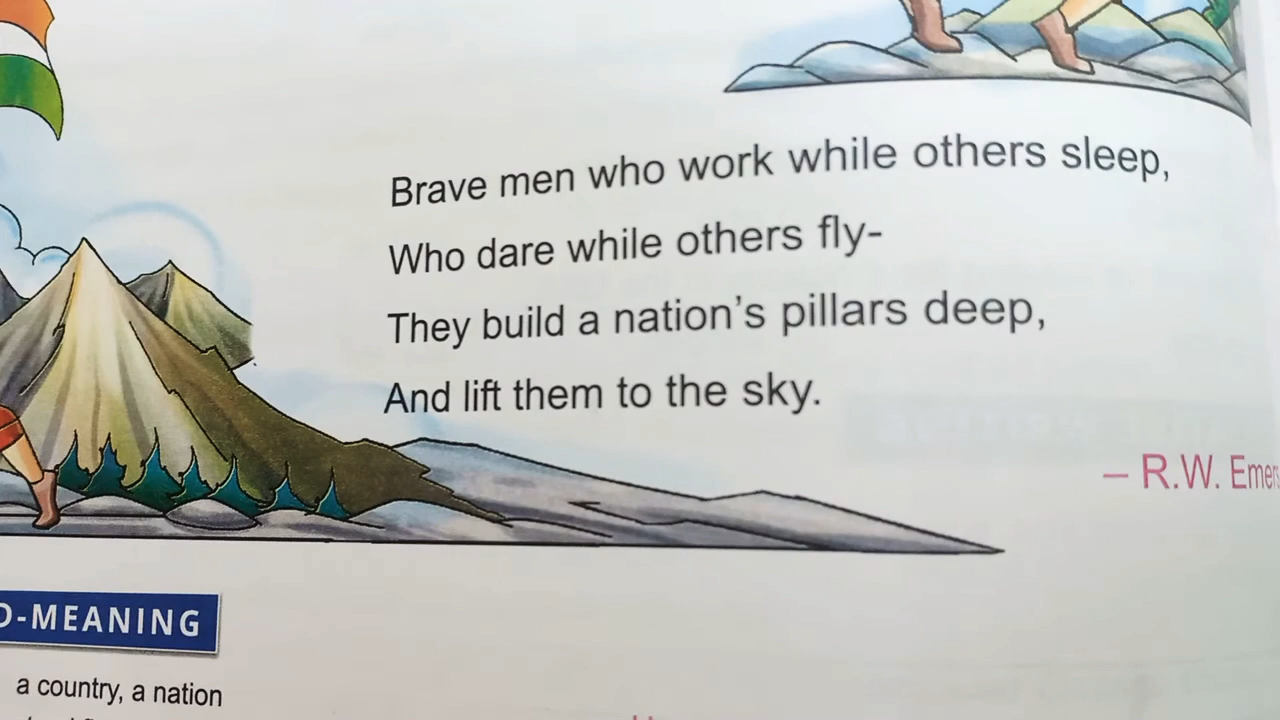 Brave men who work while others sleep,
Who dare while others fly-
They build a nation's pillars deep,
And lift them to the sky.
– R.W. Emers
D-MEANING
a country, a nation